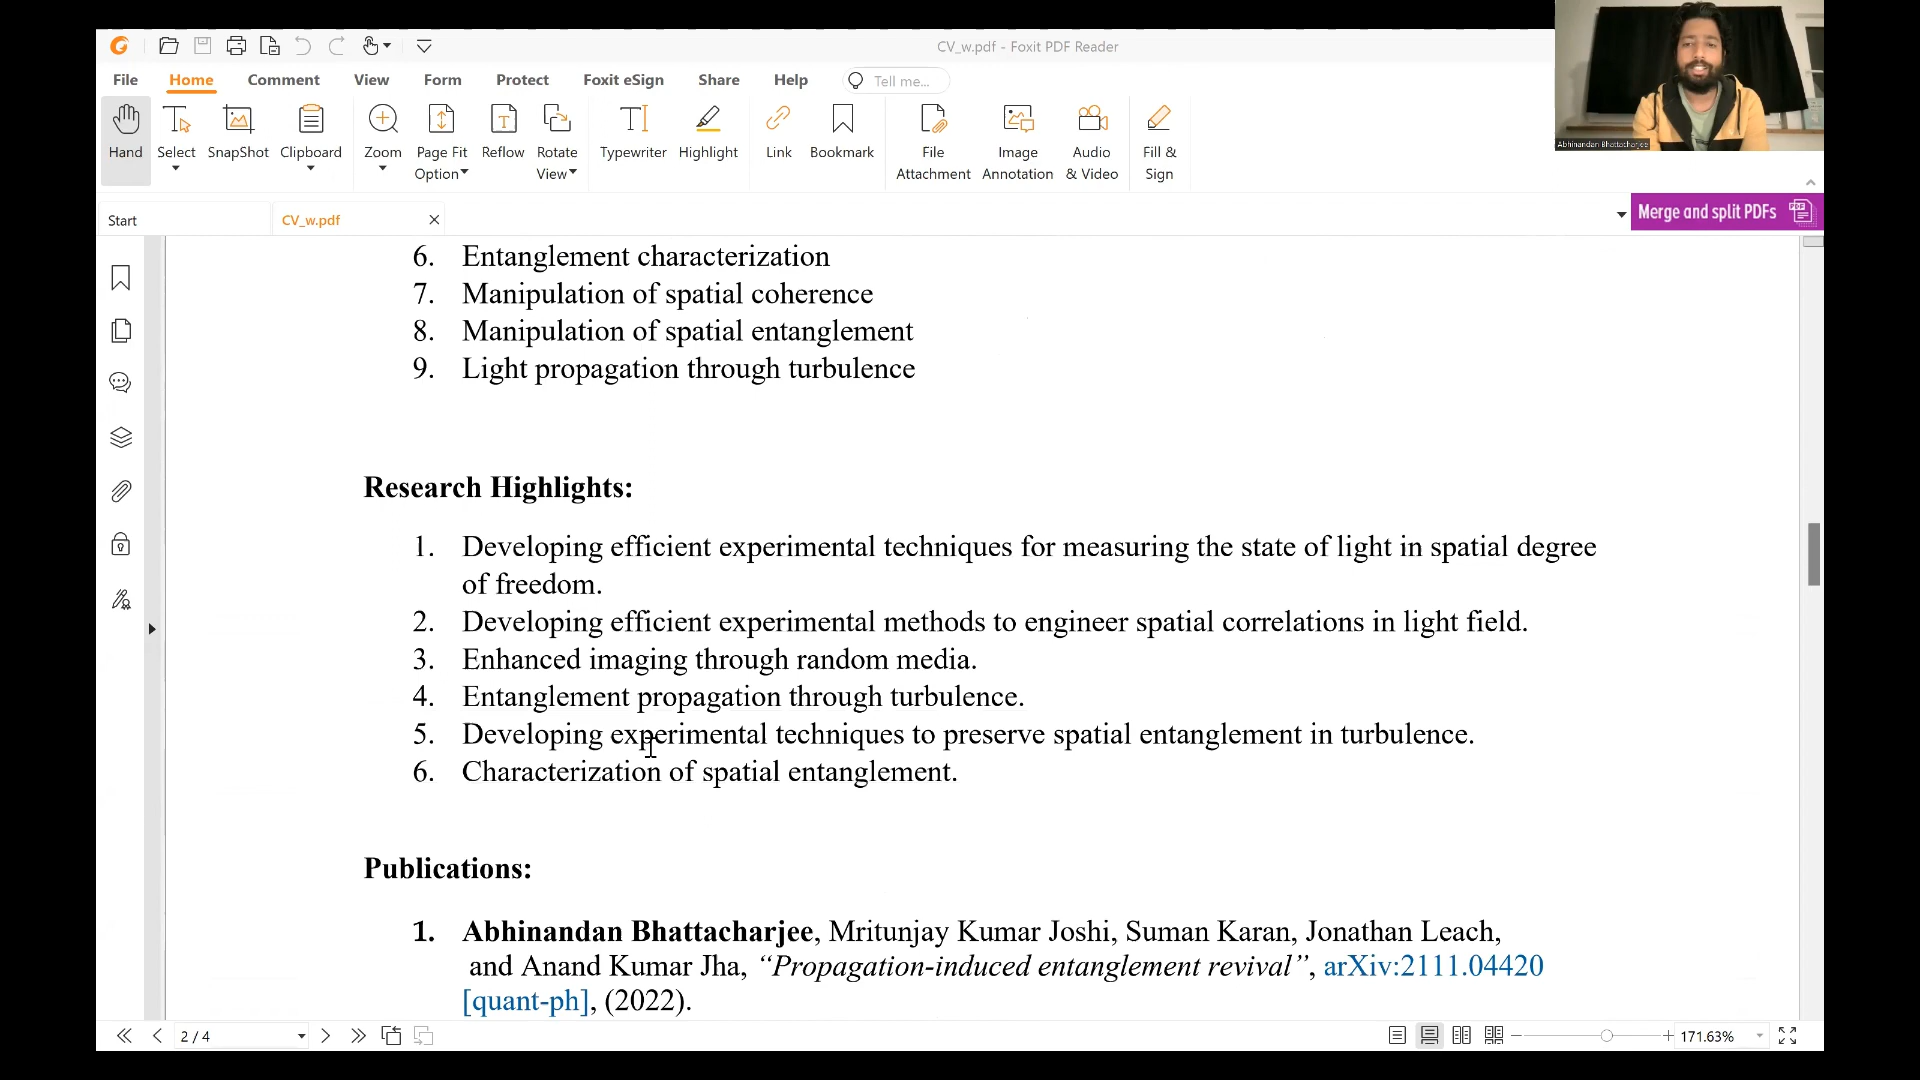 CV_w.pdf - Foxit PDF Reader
File Home Comment View Form Protect Foxit eSign Share Help Tell me...
Hand Select SnapShot Clipboard Zoom Page Fit Option Reflow Rotate View Typewriter Highlight Link Bookmark File Attachment Image Annotation Audio & Video Fill & Sign
Abhinandan Bhattacharjee
Start CV_w.pdf Merge and split PDFs
6. Entanglement characterization
7. Manipulation of spatial coherence
8. Manipulation of spatial entanglement
9. Light propagation through turbulence
Research Highlights:
1. Developing efficient experimental techniques for measuring the state of light in spatial degree
of freedom.
2. Developing efficient experimental methods to engineer spatial correlations in light field.
3. Enhanced imaging through random media.
4. Entanglement propagation through turbulence.
5. Developing experimental techniques to preserve spatial entanglement in turbulence.
6. Characterization of spatial entanglement.
Publications:
1. Abhinandan Bhattacharjee, Mritunjay Kumar Joshi, Suman Karan, Jonathan Leach,
and Anand Kumar Jha, “Propagation-induced entanglement revival”, arXiv:2111.04420
[quant-ph], (2022).
2 / 4 171.63%